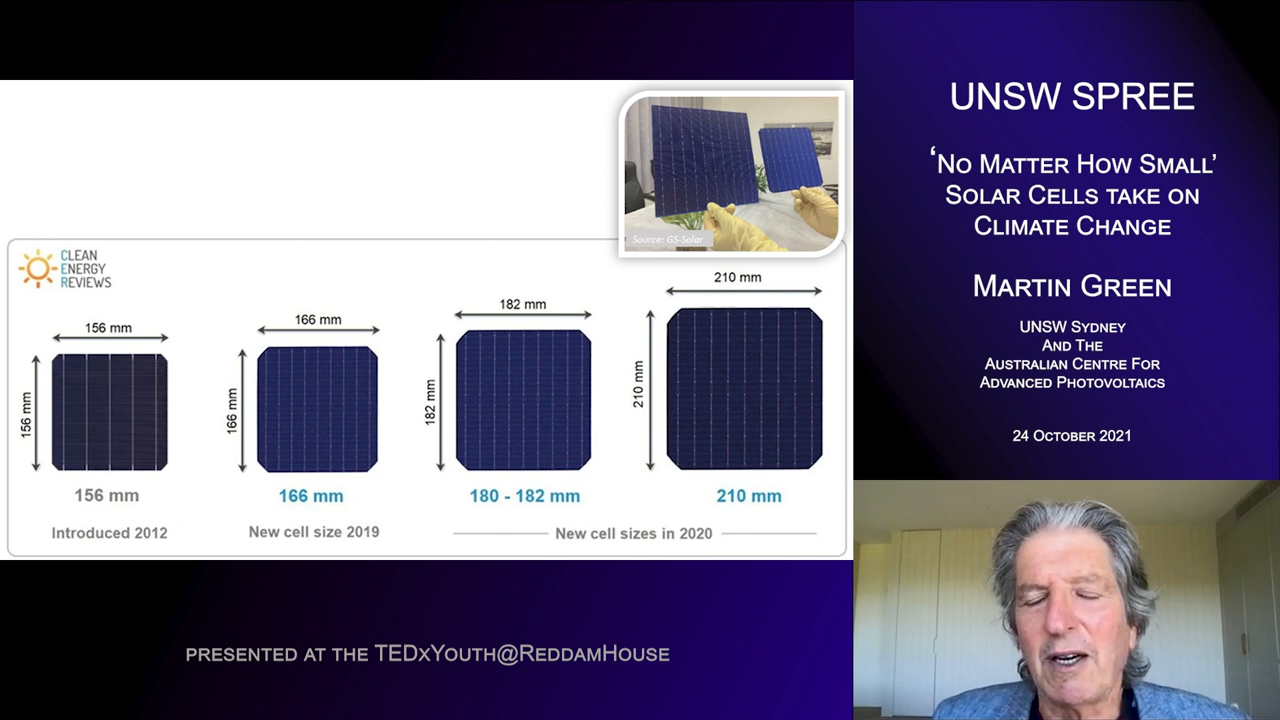 Source: GS-Solar
CLEAN
ENERGY
REVIEWS
156 mm
166 mm
182 mm
210 mm
156 mm
166 mm
182 mm
210 mm
156 mm
166 mm
180 - 182 mm
210 mm
Introduced 2012
New cell size 2019
New cell sizes in 2020
PRESENTED AT THE TEDxYOUTH@REDDAMHOUSE
UNSW SPREE
‘NO MATTER HOW SMALL’
SOLAR CELLS TAKE ON
CLIMATE CHANGE
MARTIN GREEN
UNSW SYDNEY
AND THE
AUSTRALIAN CENTRE FOR
ADVANCED PHOTOVOLTAICS
24 OCTOBER 2021